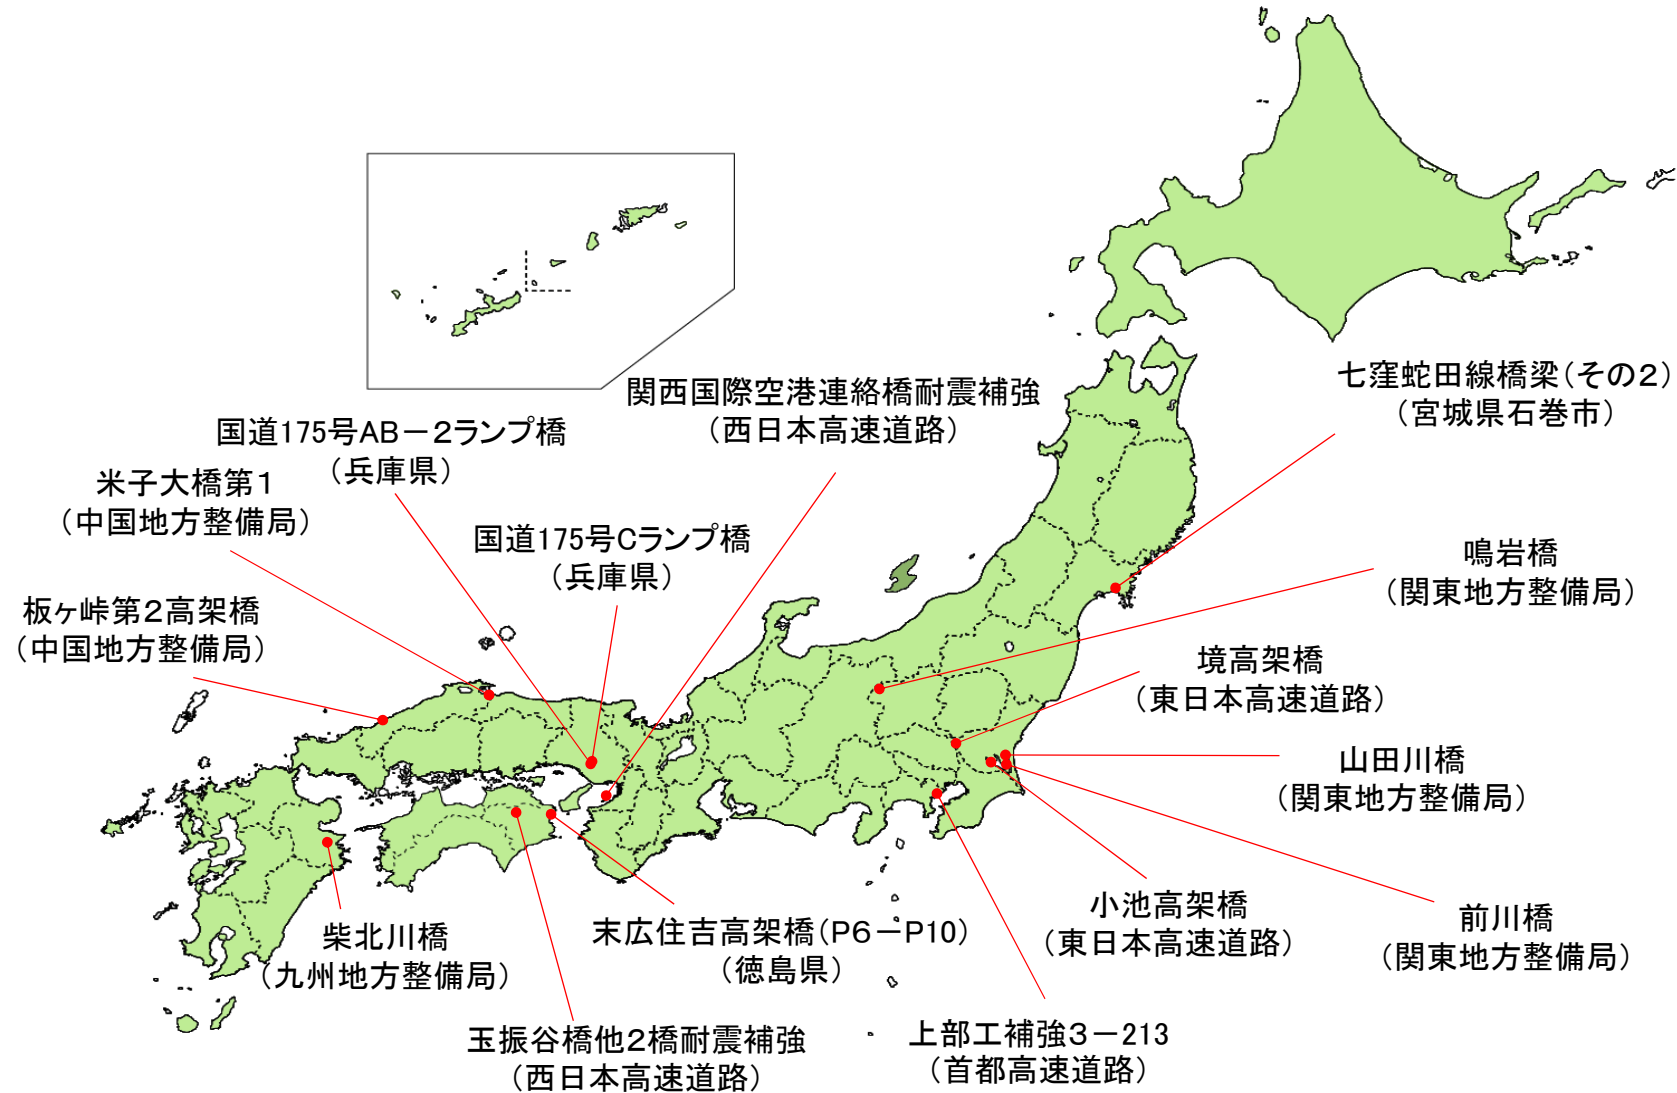 関西国際空港連絡橋耐震補強
（西日本高速道路）
七窪蛇田線橋梁（その２）
（宮城県石巻市）
国道175号AB－2ランプ橋
（兵庫県）
米子大橋第１
（中国地方整備局）
国道175号Cランプ橋
（兵庫県）
鳴岩橋
（関東地方整備局）
板ヶ峠第２高架橋
（中国地方整備局）
境高架橋
（東日本高速道路）
山田川橋
（関東地方整備局）
小池高架橋
（東日本高速道路）
前川橋
（関東地方整備局）
柴北川橋
（九州地方整備局）
末広住吉高架橋（P6－P10）
（徳島県）
玉振谷橋他２橋耐震補強
（西日本高速道路）
上部工補強３－213
（首都高速道路）